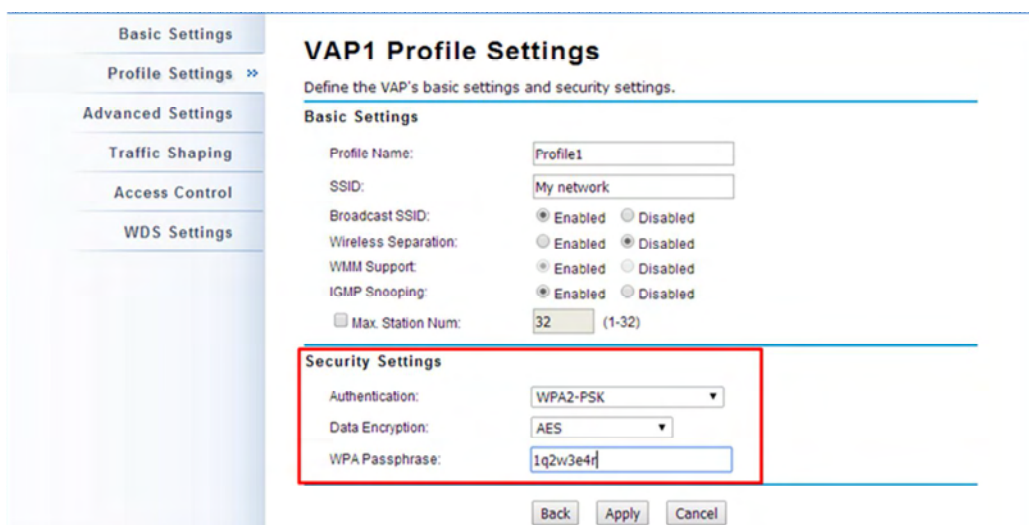 Basic Settings
Profile Settings »
Advanced Settings
Traffic Shaping
Access Control
WDS Settings
VAP1 Profile Settings
Define the VAP's basic settings and security settings.
Basic Settings
Profile Name: Profile1
SSID: My network
Broadcast SSID: Enabled Disabled
Wireless Separation: Enabled Disabled
WMM Support: Enabled Disabled
IGMP Snooping: Enabled Disabled
Max. Station Num: 32 (1-32)
Security Settings
Authentication: WPA2-PSK
Data Encryption: AES
WPA Passphrase: 1q2w3e4r
Back Apply Cancel